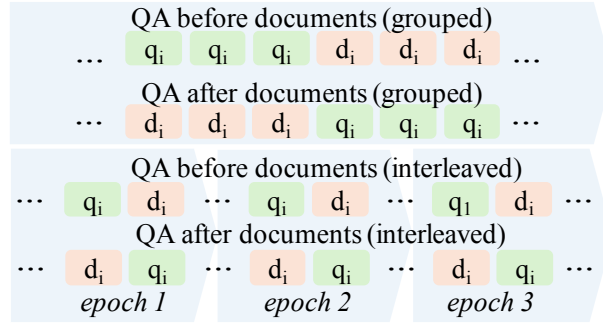 QA before documents (grouped)
... qᵢ qᵢ qᵢ dᵢ dᵢ dᵢ ...
QA after documents (grouped)
... dᵢ dᵢ dᵢ qᵢ qᵢ qᵢ ...
QA before documents (interleaved)
... qᵢ dᵢ ... qᵢ dᵢ ... q₁ dᵢ ...
QA after documents (interleaved)
... dᵢ qᵢ ... dᵢ qᵢ ... dᵢ qᵢ ...
epoch 1 epoch 2 epoch 3